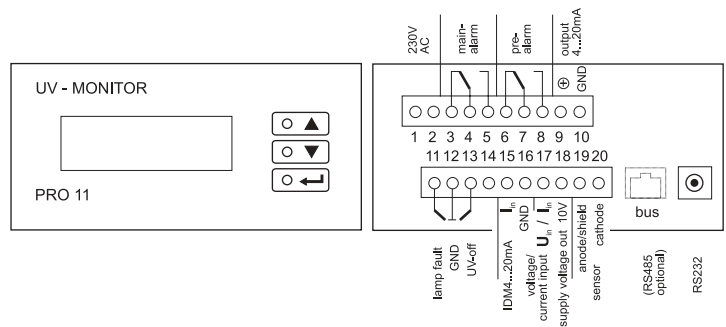 UV - MONITOR
PRO 11
230V
AC
main-
alarm
pre-
alarm
output
4...20mA
⊕
GND
1 2 3 4 5 6 7 8 9 10
11 12 13 14 15 16 17 18 19 20
lamp fault
GND
UV-off
IDM4...20mA I in
GND
voltage/
current input U in / I in
supply voltage out 10V
anode/shield
cathode
sensor
bus
(RS485
optional)
RS232